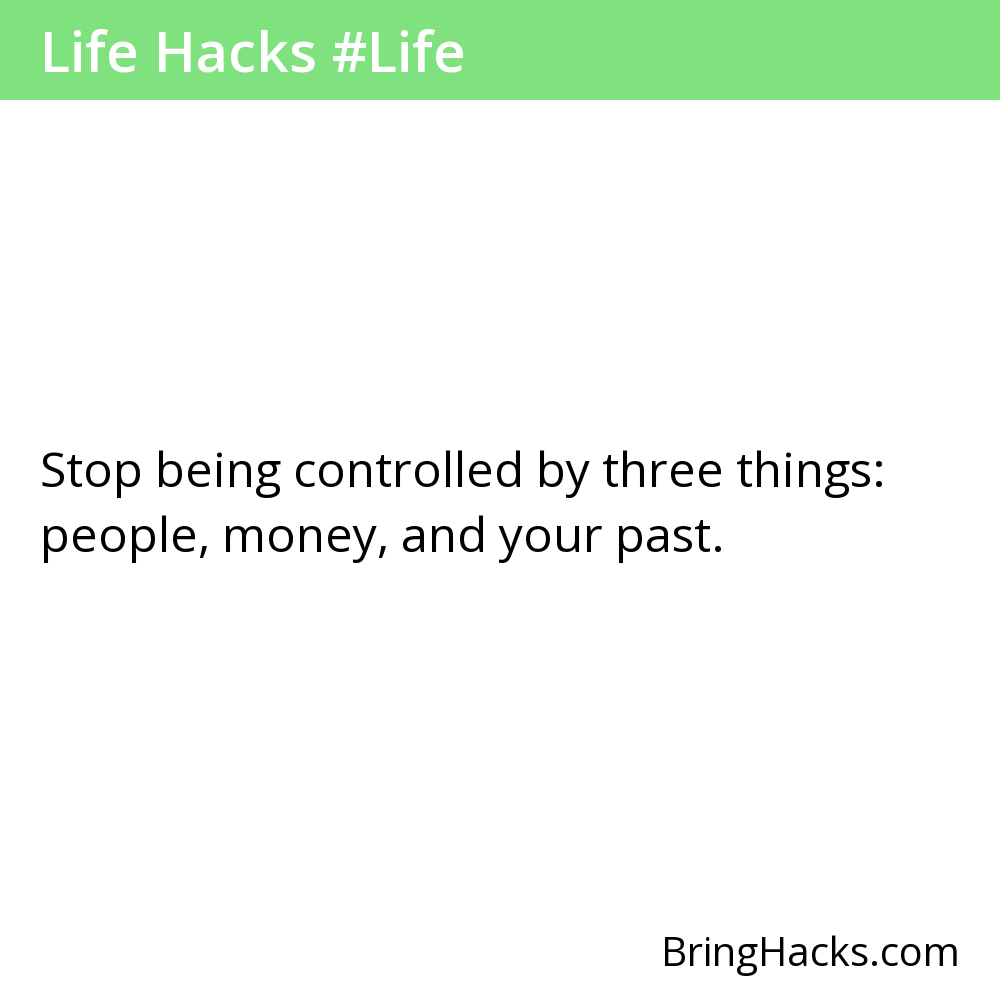 Life Hacks #Life
Stop being controlled by three things:
people, money, and your past.
BringHacks.com